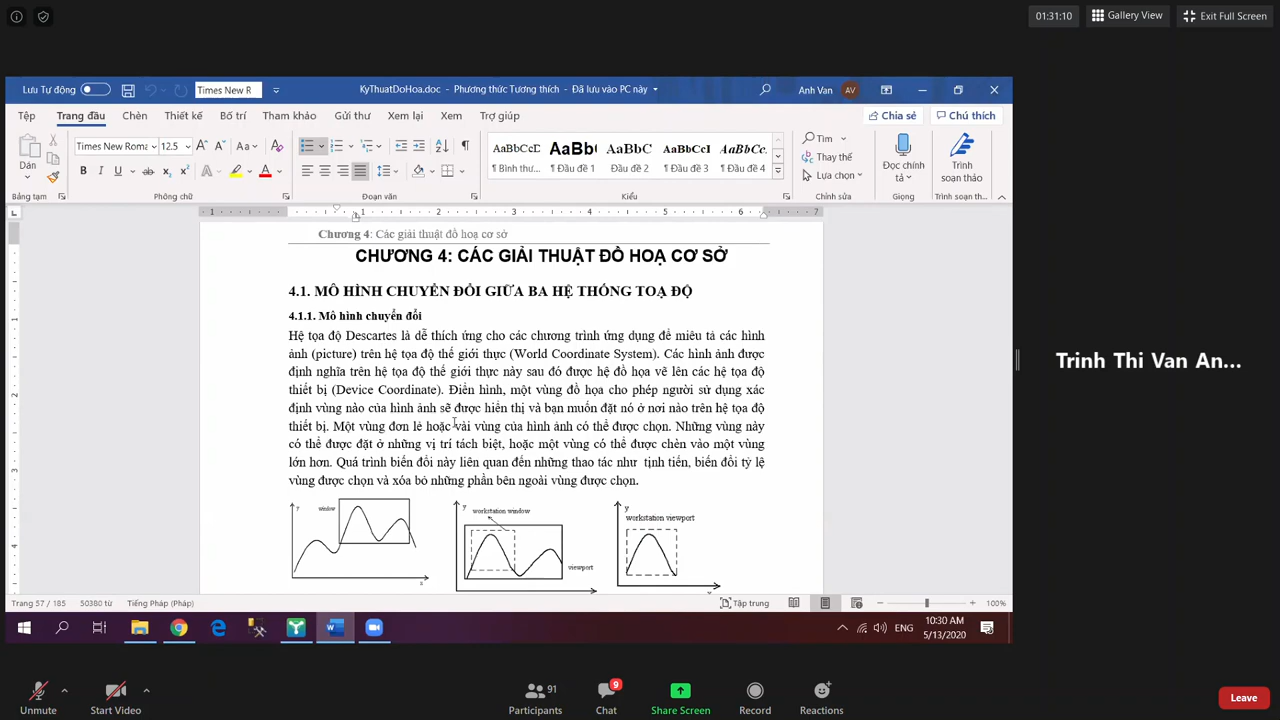 01:31:10
Gallery View
Exit Full Screen
Lưu Tự động
Times New R
KyThuatDoHoa.doc - Phương thức Tương thích - Đã lưu vào PC này
Anh Van
AV
Tệp
Trang đầu
Chèn
Thiết kế
Bố trí
Tham khảo
Gửi thư
Xem lại
Xem
Trợ giúp
Chia sẻ
Chú thích
Dán
Times New Roma
12.5
AaBbCcD
AaBb(
AaBbC
AaBbCcI
AaBbCc.
¶ Bình thư...
¶ Đầu đề 1
Đầu đề 2
¶ Đầu đề 3
¶ Đầu đề 4
Tìm
Thay thế
Lựa chọn
Đọc chính tả
Trình soạn thảo
Bảng tạm
Phông chữ
Đoạn văn
Kiểu
Chỉnh sửa
Giọng
Trình soạn th...
Chương 4: Các giải thuật đồ hoạ cơ sở
CHƯƠNG 4: CÁC GIẢI THUẬT ĐỒ HOẠ CƠ SỞ
4.1. MÔ HÌNH CHUYỂN ĐỔI GIỮA BA HỆ THỐNG TOẠ ĐỘ
4.1.1. Mô hình chuyển đổi
Hệ tọa độ Descartes là dễ thích ứng cho các chương trình ứng dụng để miêu tả các hình
ảnh (picture) trên hệ tọa độ thế giới thực (World Coordinate System). Các hình ảnh được
định nghĩa trên hệ tọa độ thế giới thực này sau đó được hệ đồ họa vẽ lên các hệ tọa độ
thiết bị (Device Coordinate). Điển hình, một vùng đồ họa cho phép người sử dụng xác
định vùng nào của hình ảnh sẽ được hiển thị và bạn muốn đặt nó ở nơi nào trên hệ tọa độ
thiết bị. Một vùng đơn lẻ hoặc vài vùng của hình ảnh có thể được chọn. Những vùng này
có thể được đặt ở những vị trí tách biệt, hoặc một vùng có thể được chèn vào một vùng
lớn hơn. Quá trình biến đổi này liên quan đến những thao tác như tịnh tiến, biến đổi tỷ lệ
vùng được chọn và xóa bỏ những phần bên ngoài vùng được chọn.
y
window
x
y
workstation window
viewport
y
workstation viewport
Trinh Thi Van An...
Trang 57 / 185
50380 từ
Tiếng Pháp (Pháp)
Tập trung
100%
ENG
10:30 AM
5/13/2020
Unmute
Start Video
91
Participants
9
Chat
Share Screen
Record
Reactions
Leave